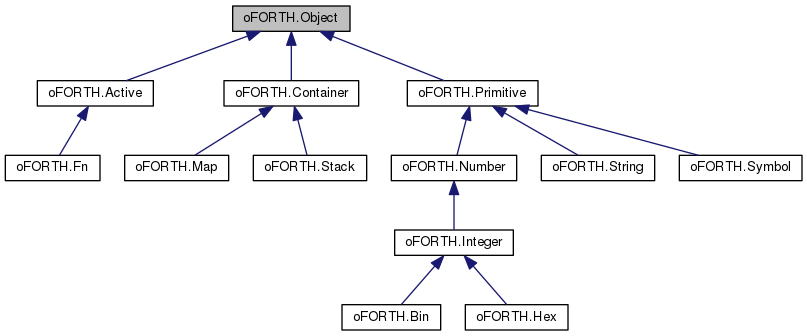 oFORTH.Object
oFORTH.Active
oFORTH.Container
oFORTH.Primitive
oFORTH.Fn
oFORTH.Map
oFORTH.Stack
oFORTH.Number
oFORTH.String
oFORTH.Symbol
oFORTH.Integer
oFORTH.Bin
oFORTH.Hex